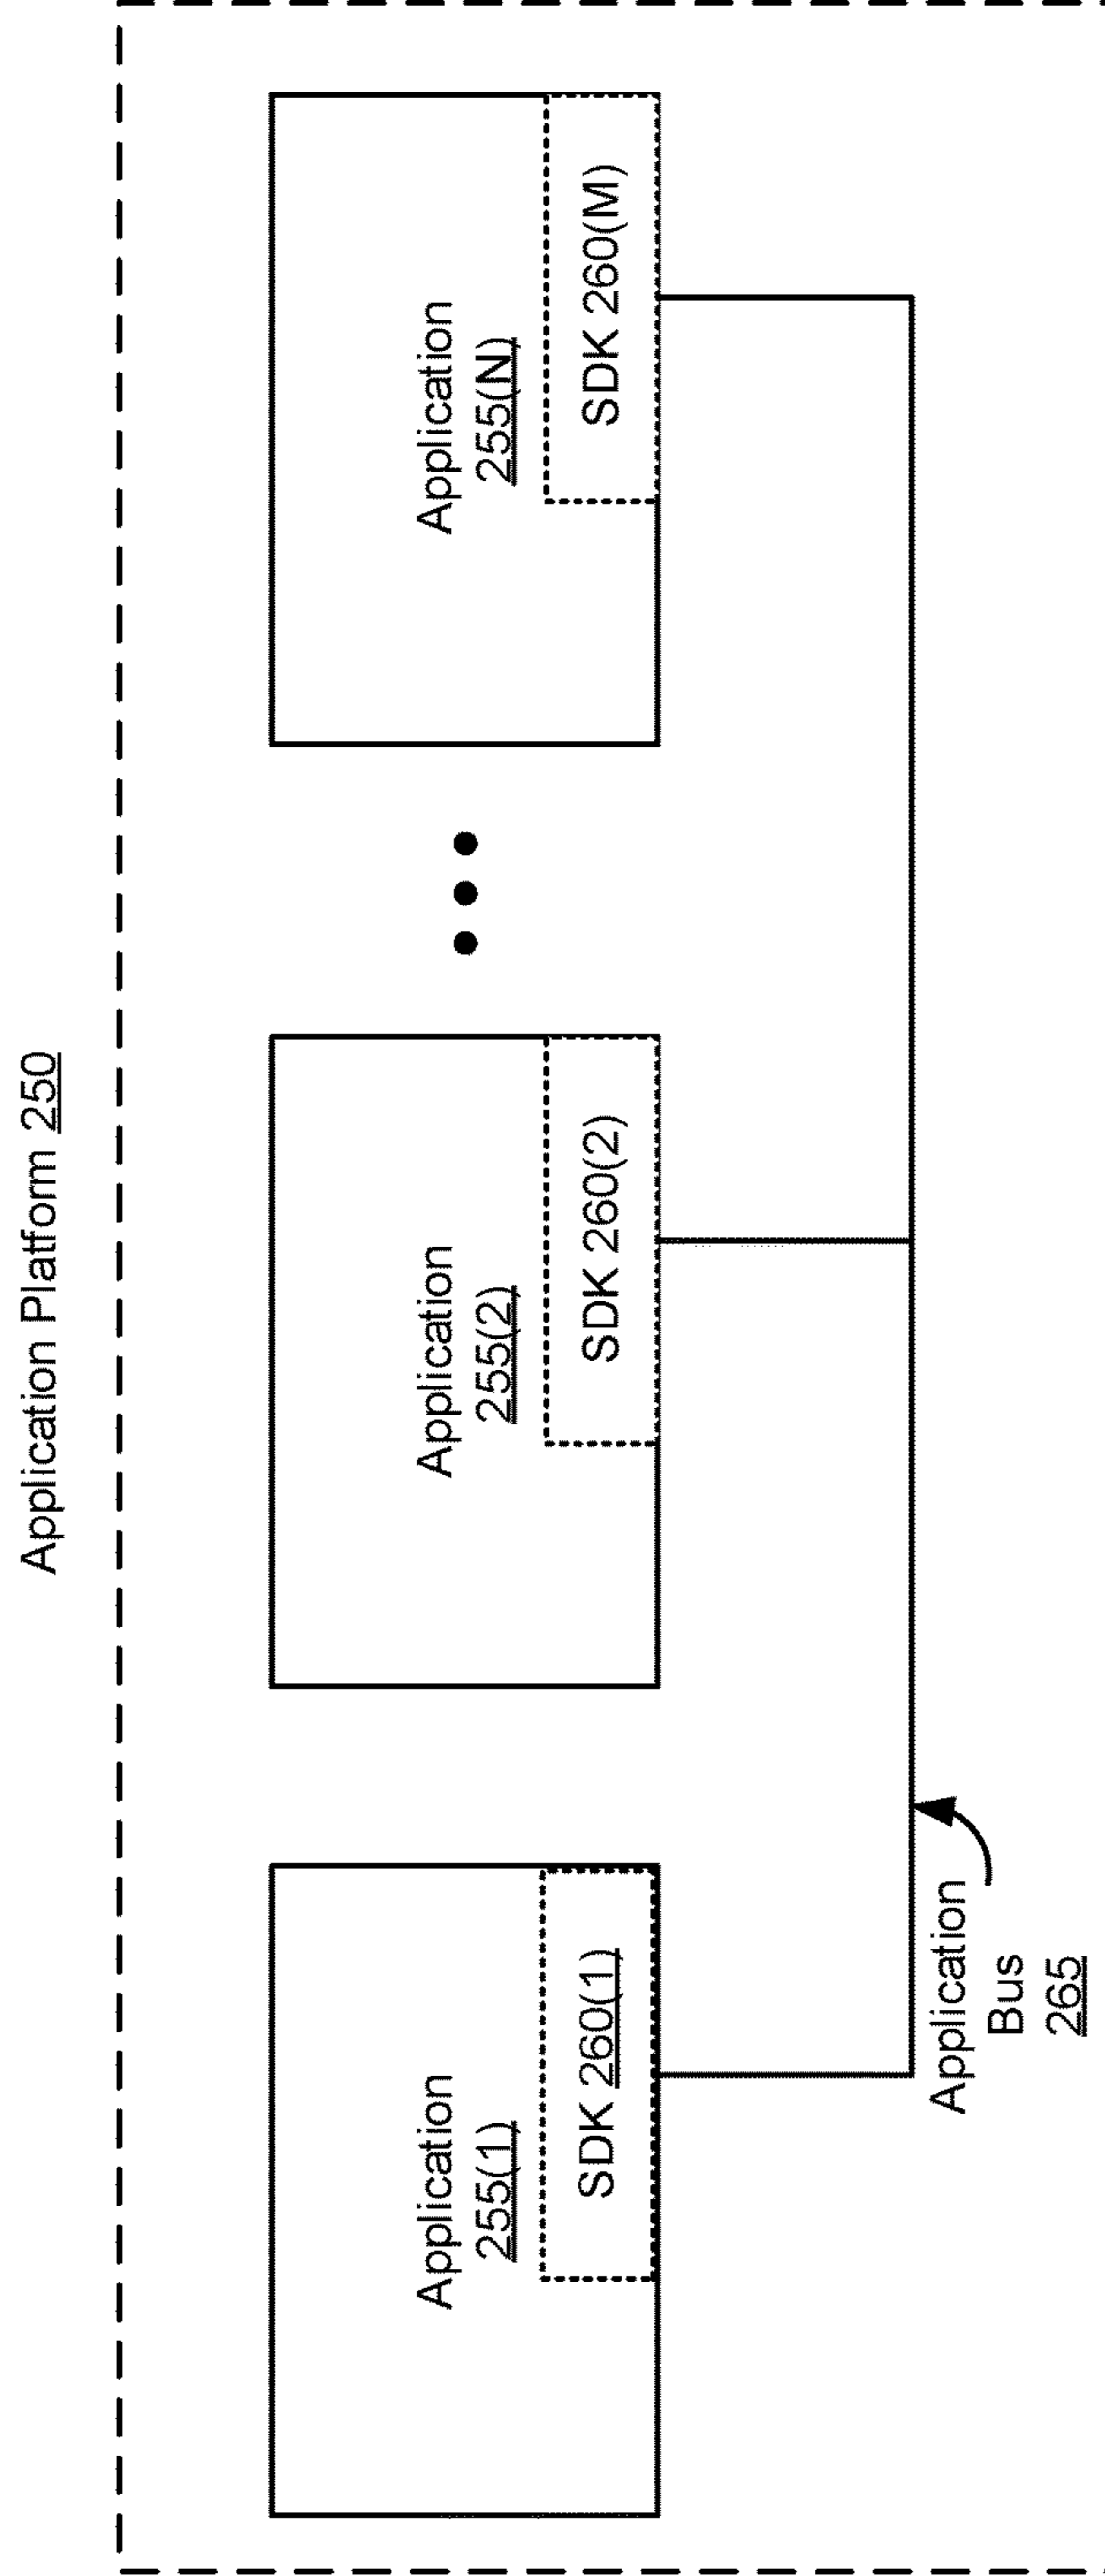 Application Platform 250
Application
255(1)
SDK 260(1)
Application
255(2)
SDK 260(2)
Application
255(N)
SDK 260(M)
Application
Bus
265